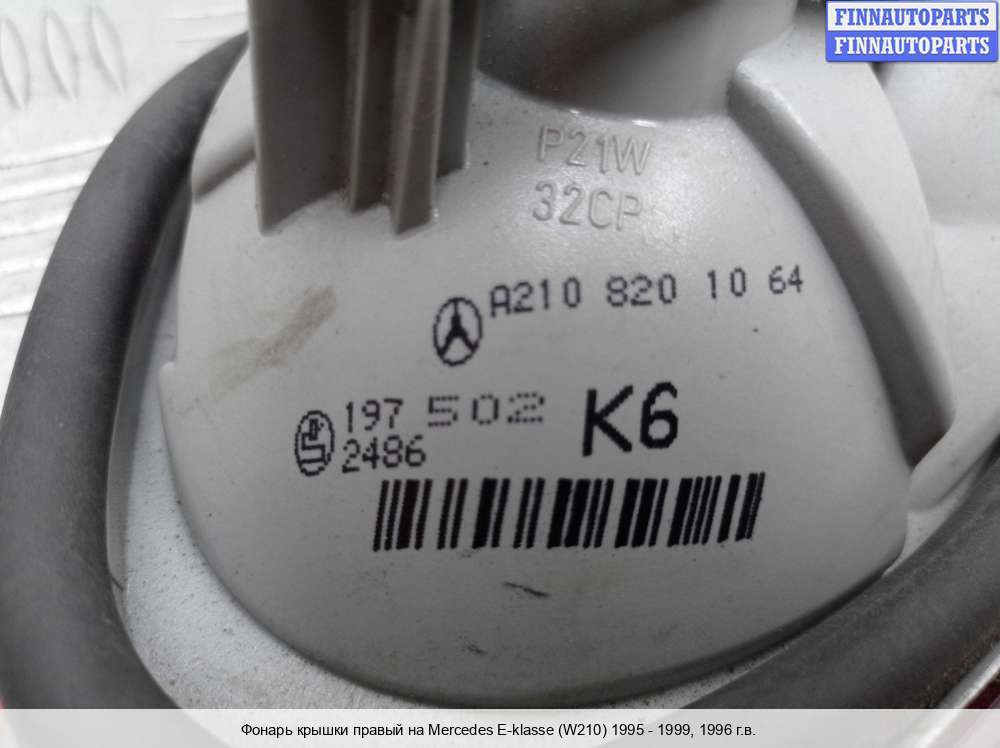 FINNAUTOPARTS
FINNAUTOPARTS
P21W
32CP
A210 820 10 64
197 502 K6
2486
Фонарь крышки правый на Mercedes E-klasse (W210) 1995 - 1999, 1996 г.в.